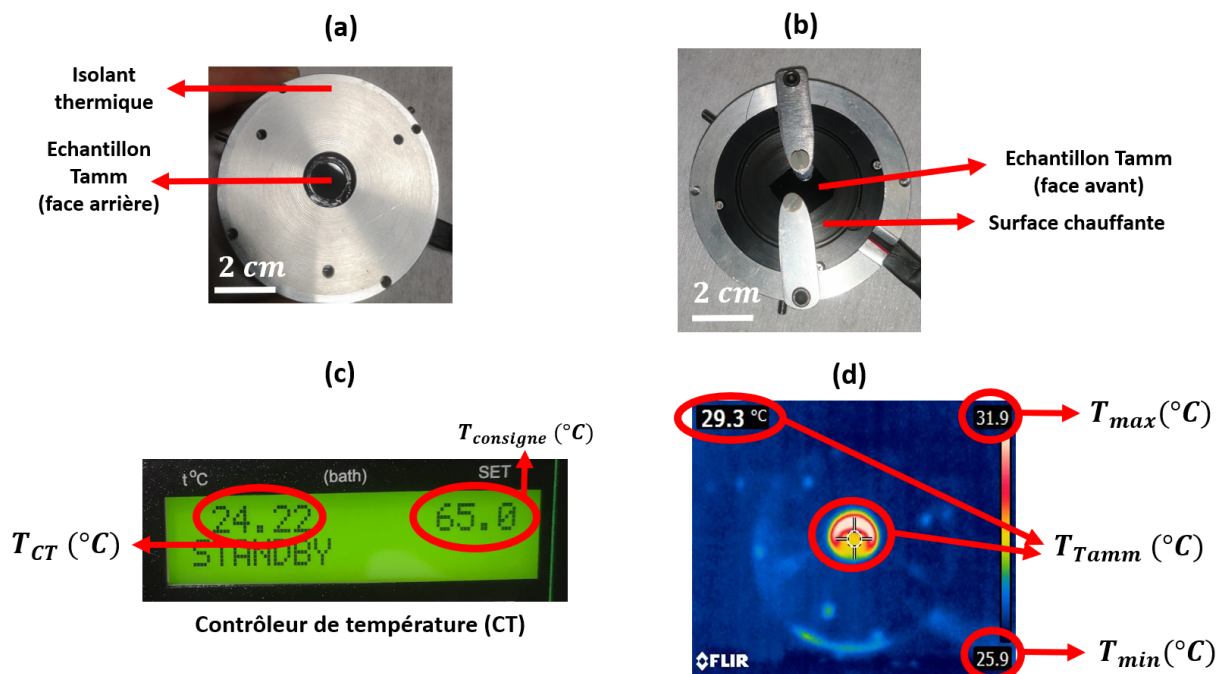 (a)
Isolant
thermique
Echantillon
Tamm
(face arrière)
2 cm
(b)
Echantillon Tamm
(face avant)
Surface chauffante
2 cm
(c)
T_consigne (°C)
t°C (bath) SET
24.22 65.0
STANDBY
T_CT (°C)
Contrôleur de température (CT)
(d)
29.3 °C
31.9
T_max(°C)
T_Tamm (°C)
25.9
T_min(°C)
FLIR